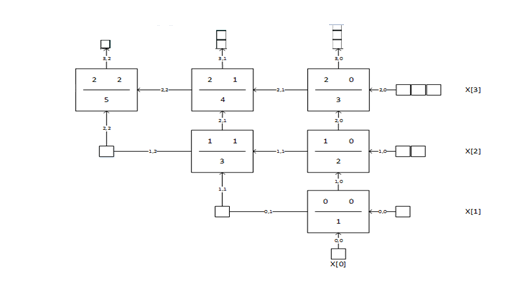 3,2 3,1 3,0
2 2 2 1 2 0
2,2 2,1 2,0 X[3]
5 4 3
2,2 2,1 2,0
1 1 1 0
1,2 1,1 1,0 X[2]
3 2
1,1 1,0
0 0
0,1 0,0 X[1]
1
0,0
X[0]